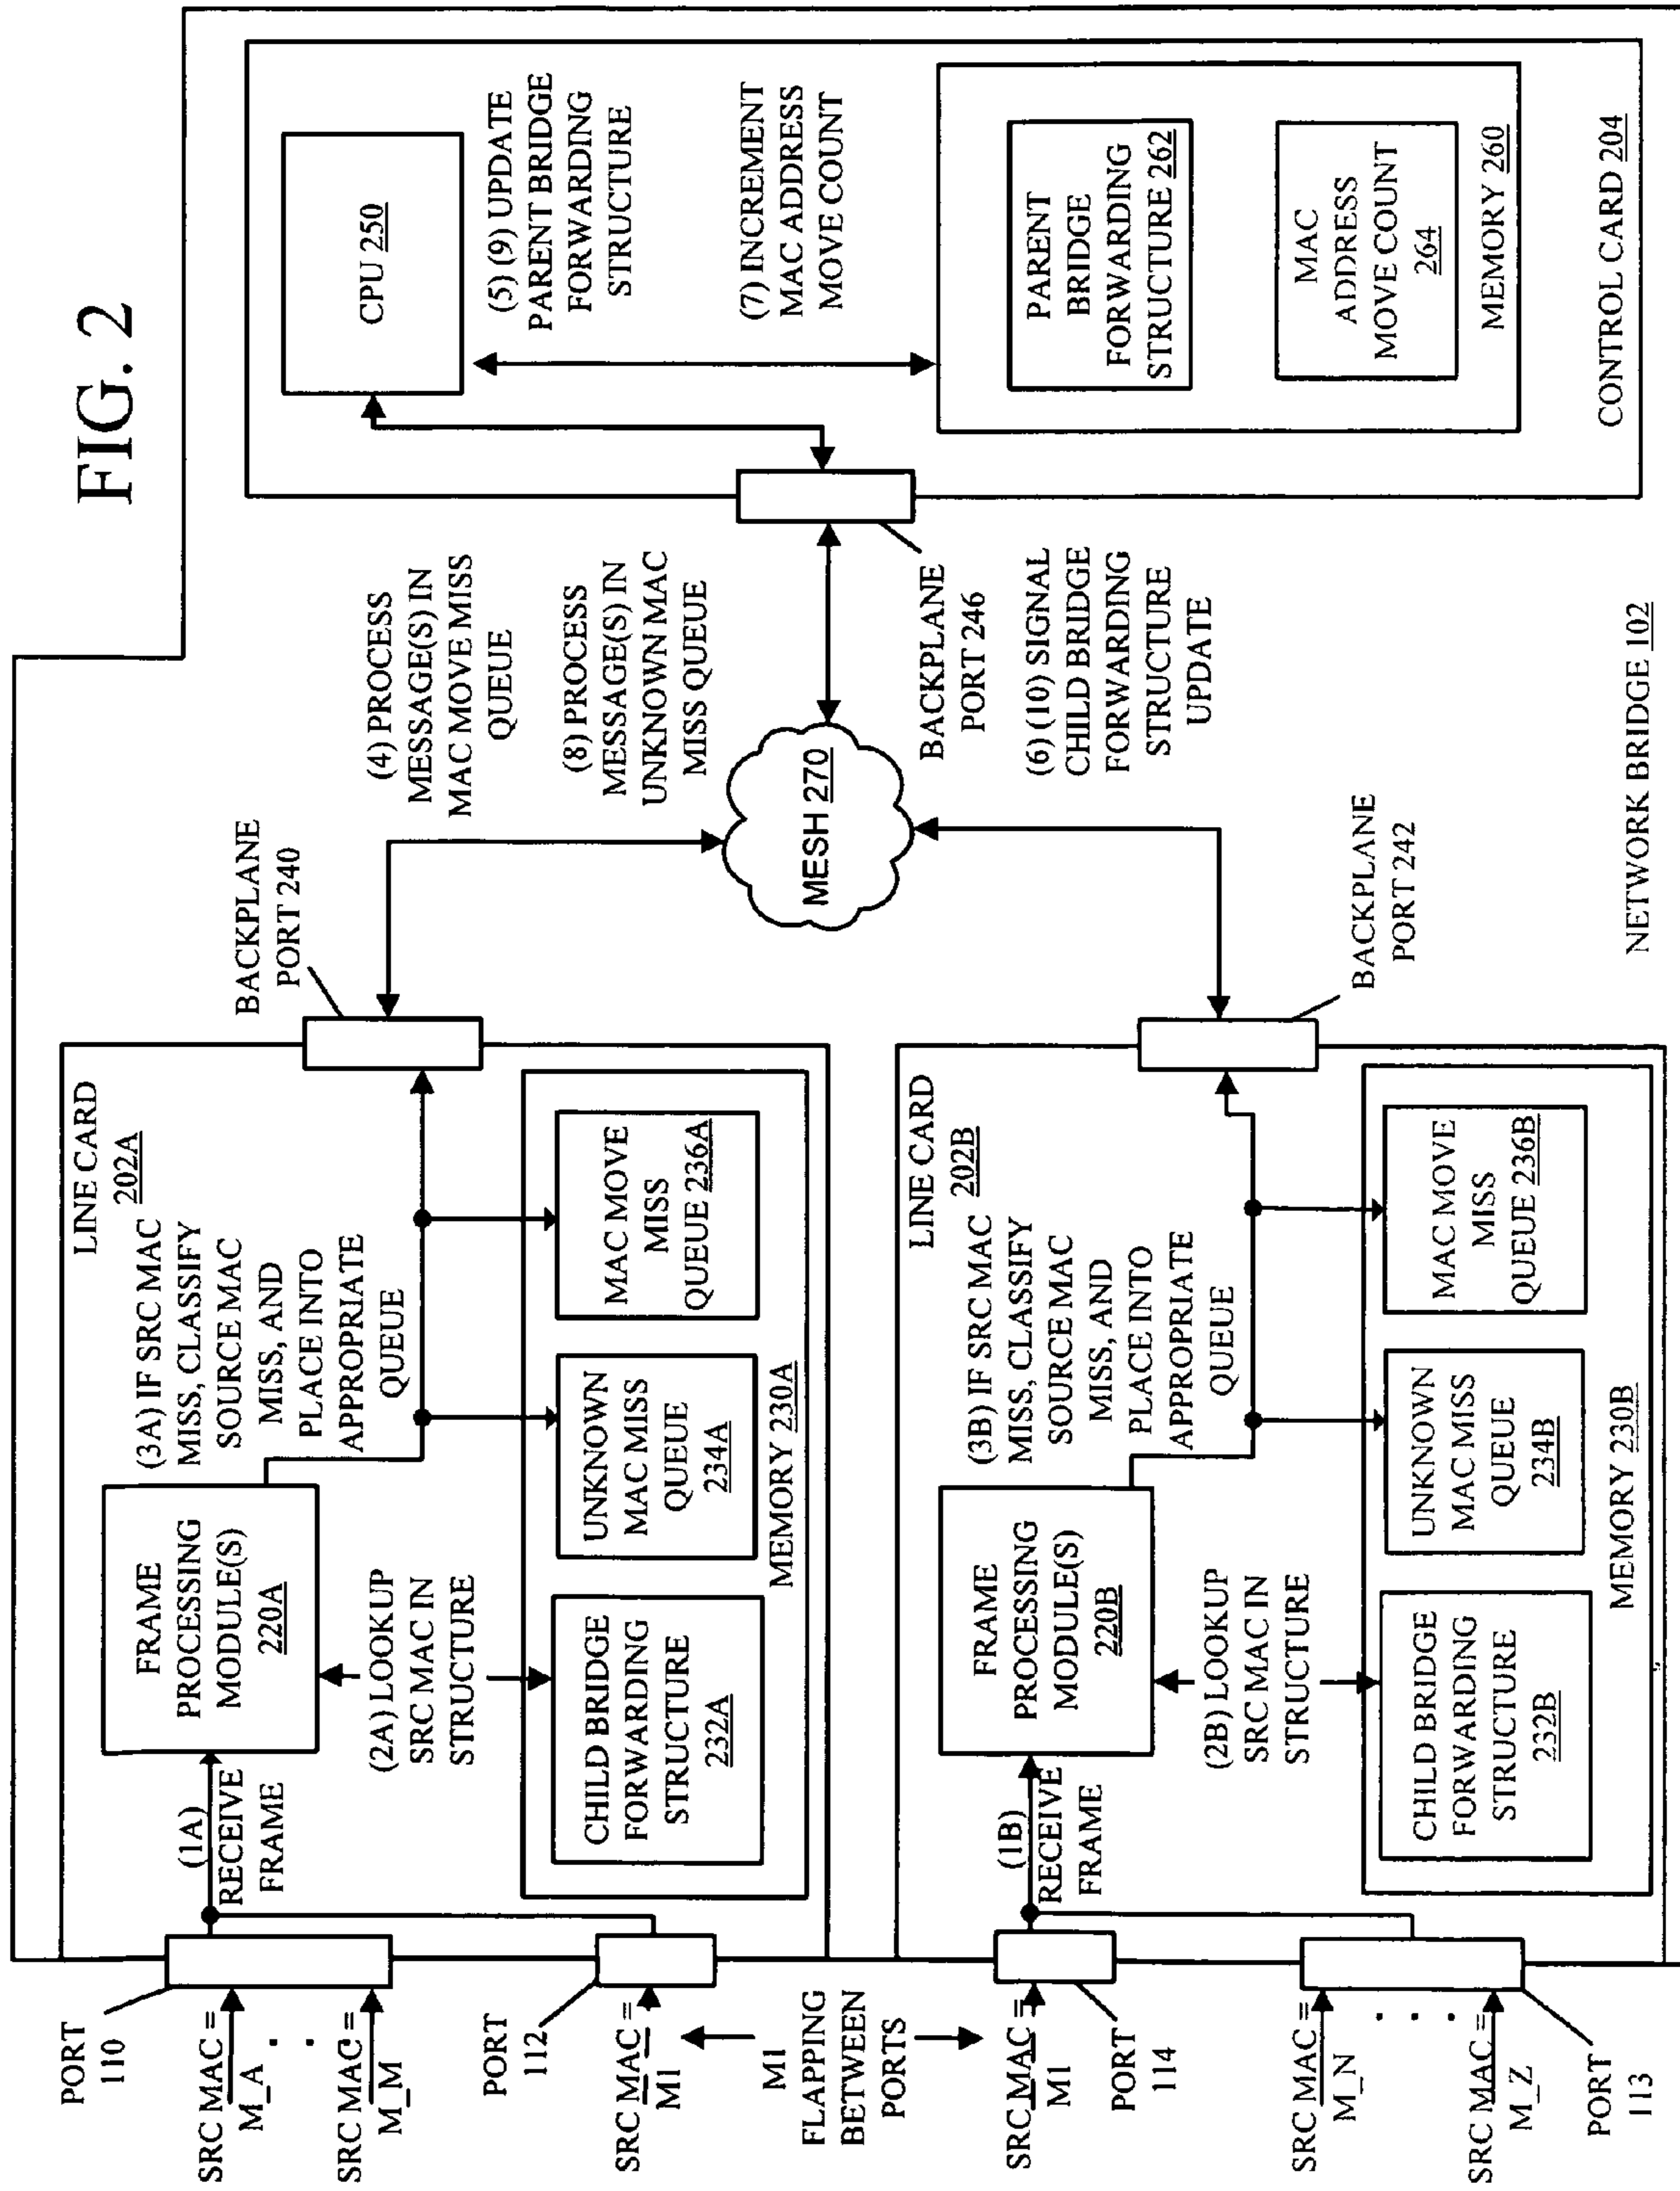 FIG. 2
PORT
110
SRC MAC =
M_A
. . .
SRC MAC =
M_M
PORT
112
SRC MAC =
M1
M1
FLAPPING
BETWEEN
PORTS
SRC MAC =
M1
PORT
114
SRC MAC =
M_N
. . . .
SRC MAC =
M_Z
PORT
113
LINE CARD
202A
(1A)
RECEIVE
FRAME
FRAME
PROCESSING
MODULE(S)
220A
(2A) LOOKUP
SRC MAC IN
STRUCTURE
(3A) IF SRC MAC
MISS, CLASSIFY
SOURCE MAC
MISS, AND
PLACE INTO
APPROPRIATE
QUEUE
CHILD BRIDGE
FORWARDING
STRUCTURE
232A
UNKNOWN
MAC MISS
QUEUE
234A
MAC MOVE
MISS
QUEUE 236A
MEMORY 230A
BACKPLANE
PORT 240
LINE CARD
202B
(1B)
RECEIVE
FRAME
FRAME
PROCESSING
MODULE(S)
220B
(2B) LOOKUP
SRC MAC IN
STRUCTURE
(3B) IF SRC MAC
MISS, CLASSIFY
SOURCE MAC
MISS, AND
PLACE INTO
APPROPRIATE
QUEUE
CHILD BRIDGE
FORWARDING
STRUCTURE
232B
UNKNOWN
MAC MISS
QUEUE
234B
MAC MOVE
MISS
QUEUE 236B
MEMORY 230B
BACKPLANE
PORT 242
(4) PROCESS
MESSAGE(S) IN
MAC MOVE MISS
QUEUE
(8) PROCESS
MESSAGE(S) IN
UNKNOWN MAC
MISS QUEUE
MESH 270
BACKPLANE
PORT 246
(6) (10) SIGNAL
CHILD BRIDGE
FORWARDING
STRUCTURE
UPDATE
CPU 250
(5) (9) UPDATE
PARENT BRIDGE
FORWARDING
STRUCTURE
(7) INCREMENT
MAC ADDRESS
MOVE COUNT
PARENT
BRIDGE
FORWARDING
STRUCTURE 262
MAC
ADDRESS
MOVE COUNT
264
MEMORY 260
CONTROL CARD 204
NETWORK BRIDGE 102